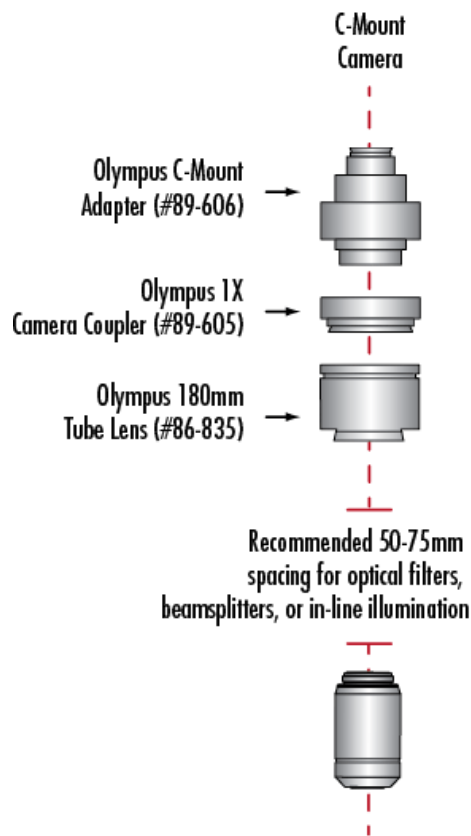 C-Mount
Camera
Olympus C-Mount
Adapter (#89-606)
Olympus 1X
Camera Coupler (#89-605)
Olympus 180mm
Tube Lens (#86-835)
Recommended 50-75mm
spacing for optical filters,
beamsplitters, or in-line illumination